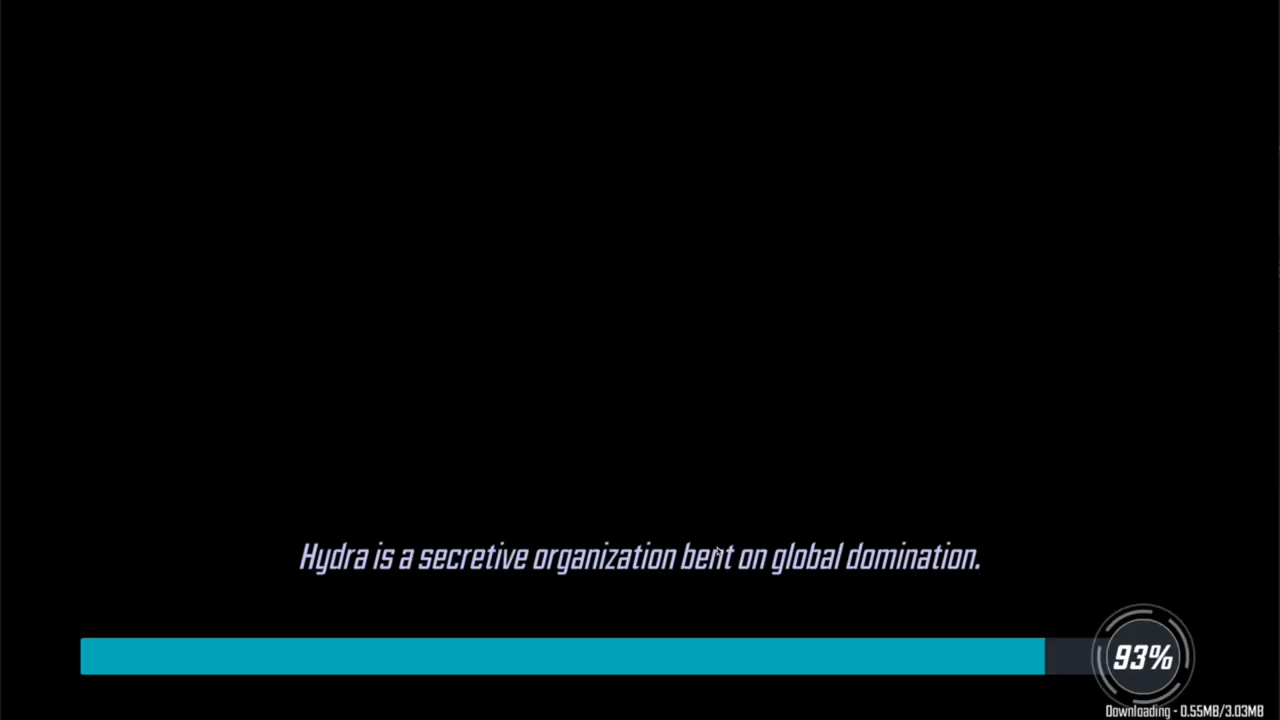 Hydra is a secretive organization bent on global domination.
93%
Downloading - 0.55MB/3.03MB